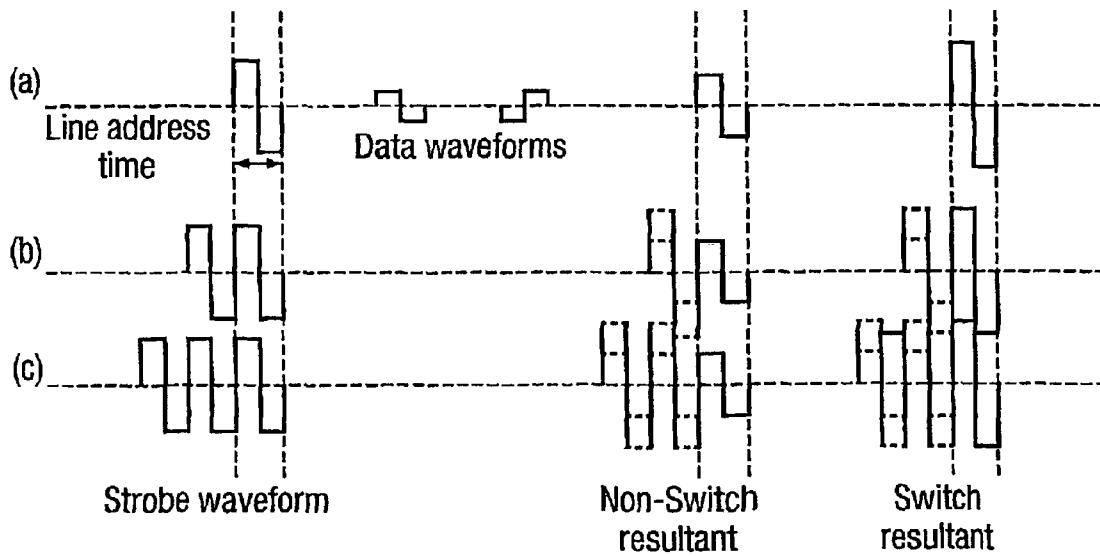 (a)
Line address
time
Data waveforms
(b)
(c)
Strobe waveform
Non-Switch
resultant
Switch
resultant